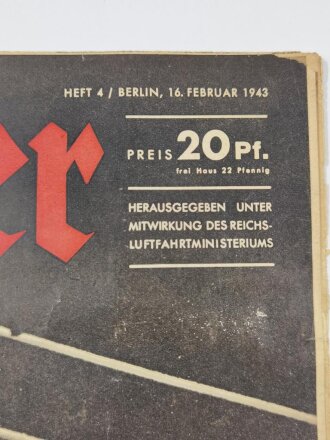 HEFT 4 / BERLIN, 16. FEBRUAR 1943
er
PREIS 20 Pf.
frei Haus 22 Pfennig
HERAUSGEGEBEN UNTER
MITWIRKUNG DES REICHS-
LUFTFAHRTMINISTERIUMS